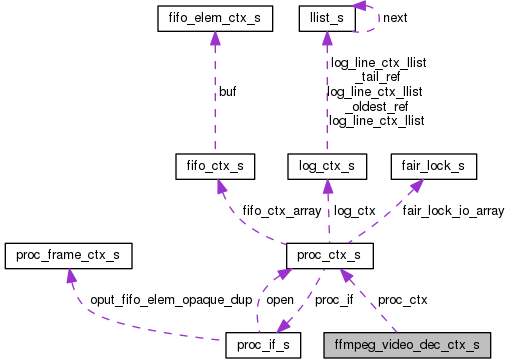 fifo_elem_ctx_s
llist_s
next
log_line_ctx_llist
_tail_ref
log_line_ctx_llist
_oldest_ref
log_line_ctx_llist
buf
fifo_ctx_s
log_ctx_s
fair_lock_s
fifo_ctx_array
log_ctx
fair_lock_io_array
proc_frame_ctx_s
proc_ctx_s
oput_fifo_elem_opaque_dup
open
proc_if
proc_ctx
proc_if_s
ffmpeg_video_dec_ctx_s